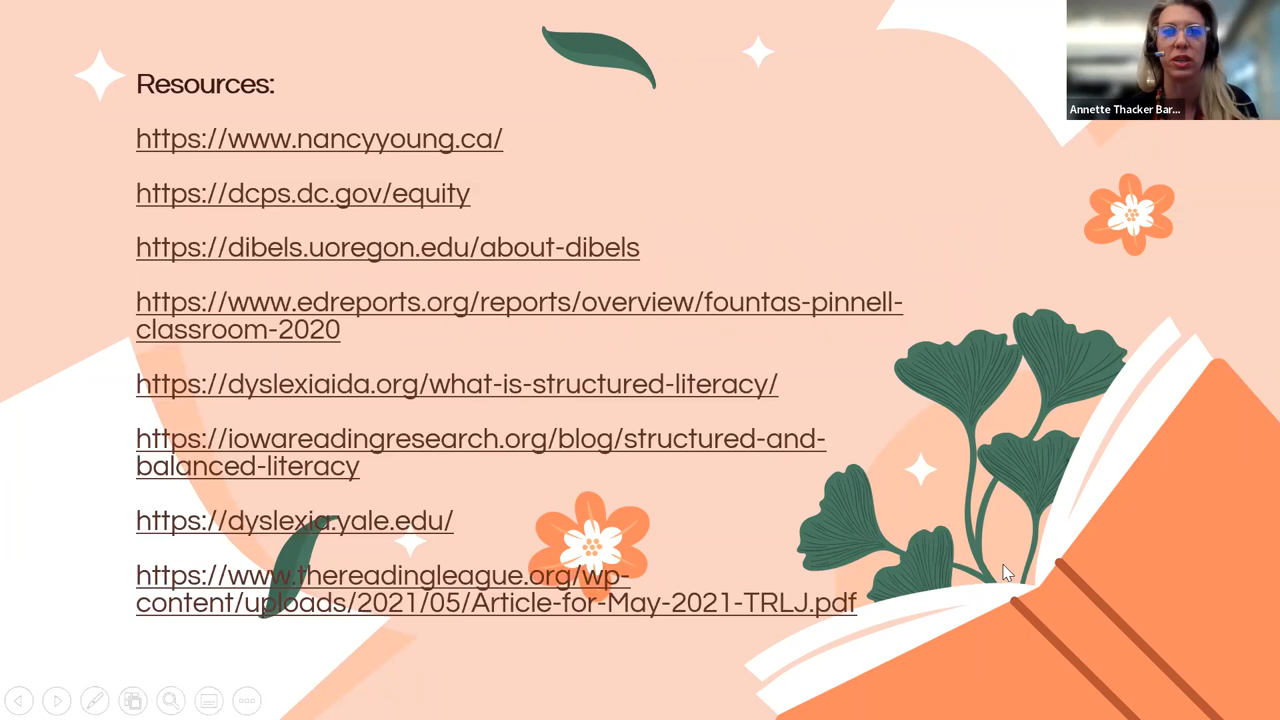 Resources:
https://www.nancyyoung.ca/
https://dcps.dc.gov/equity
https://dibels.uoregon.edu/about-dibels
https://www.edreports.org/reports/overview/fountas-pinnell-
classroom-2020
https://dyslexiaida.org/what-is-structured-literacy/
https://iowareadingresearch.org/blog/structured-and-
balanced-literacy
https://dyslexia.yale.edu/
https://www.thereadingleague.org/wp-
content/uploads/2021/05/Article-for-May-2021-TRLJ.pdf
Annette Thacker Bar...